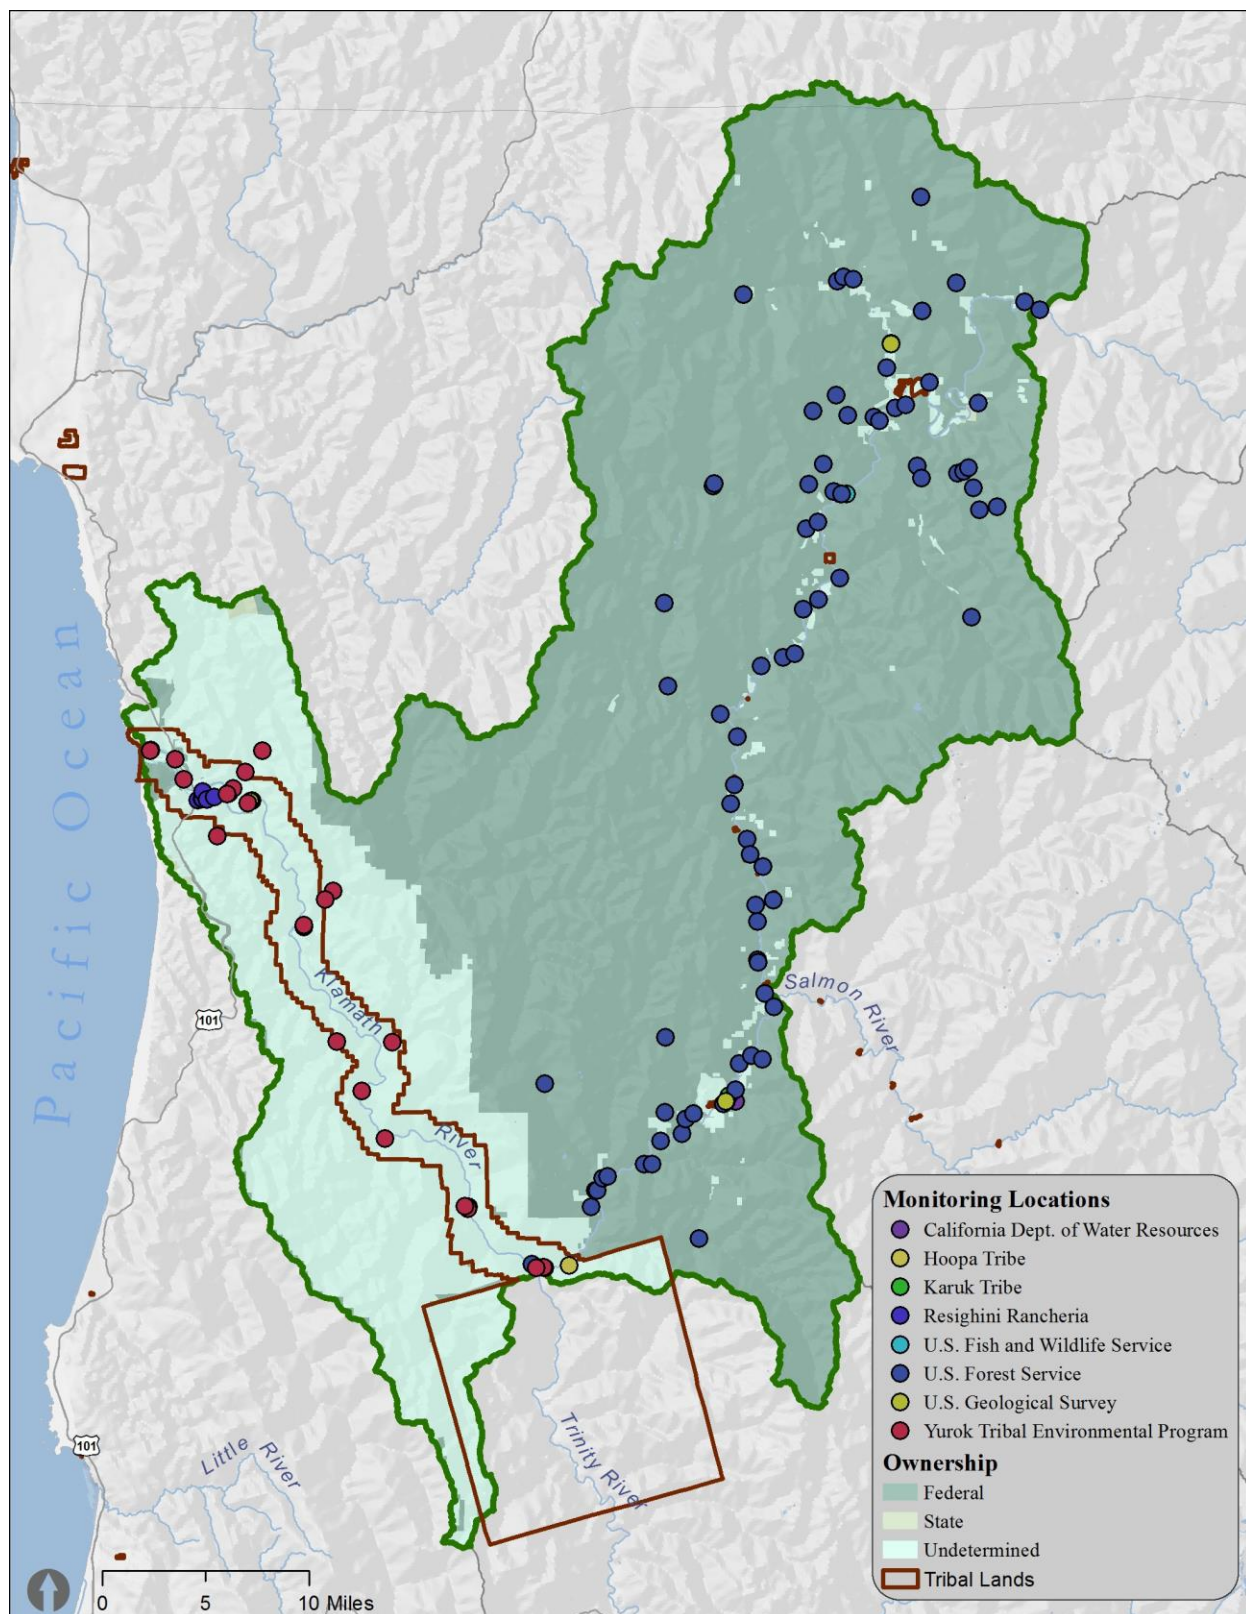 Pacific Ocean
Salmon River
Klamath
River
101
Trinity River
Little River
101
0 5 10 Miles
Monitoring Locations
California Dept. of Water Resources
Hoopa Tribe
Karuk Tribe
Resighini Rancheria
U.S. Fish and Wildlife Service
U.S. Forest Service
U.S. Geological Survey
Yurok Tribal Environmental Program
Ownership
Federal
State
Undetermined
Tribal Lands